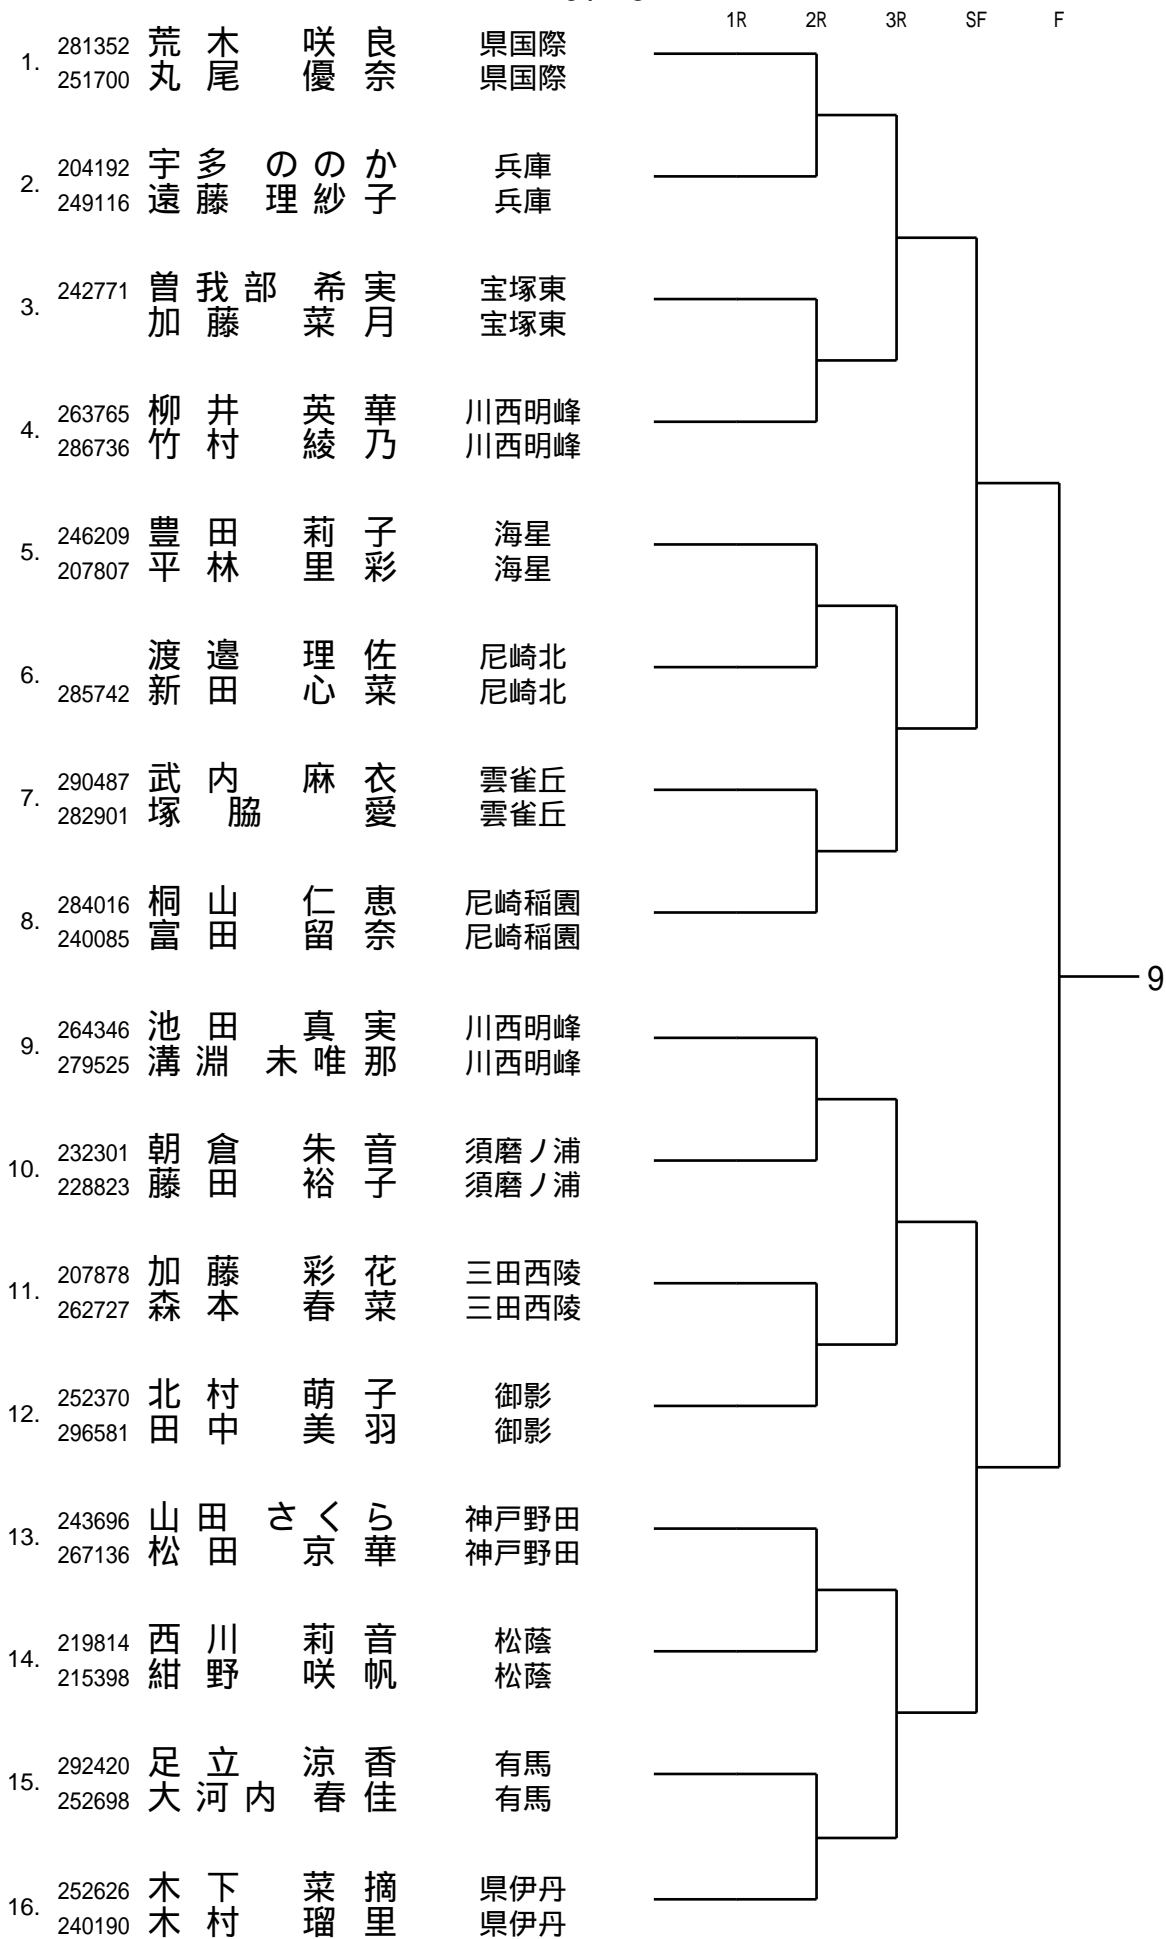 1R 2R 3R SF F
1. 281352 荒木 咲良 県国際
251700 丸尾 優奈 県国際
2. 204192 宇多 ののか 兵庫
249116 遠藤 理紗子 兵庫
3. 242771 曽我部 希実 宝塚東
加藤 菜月 宝塚東
4. 263765 柳井 英華 川西明峰
286736 竹村 綾乃 川西明峰
5. 246209 豊田 莉子 海星
207807 平林 里彩 海星
6. 渡邉 理佐 尼崎北
285742 新田 心菜 尼崎北
7. 290487 武内 麻衣 雲雀丘
282901 塚脇 愛 雲雀丘
8. 284016 桐山 仁恵 尼崎稲園
240085 富田 留奈 尼崎稲園
9
9. 264346 池田 真実 川西明峰
279525 溝淵 未唯那 川西明峰
10. 232301 朝倉 朱音 須磨ノ浦
228823 藤田 裕子 須磨ノ浦
11. 207878 加藤 彩花 三田西陵
262727 森本 春菜 三田西陵
12. 252370 北村 萌子 御影
296581 田中 美羽 御影
13. 243696 山田 さくら 神戸野田
267136 松田 京華 神戸野田
14. 219814 西川 莉音 松蔭
215398 紺野 咲帆 松蔭
15. 292420 足立 涼香 有馬
252698 大河内 春佳 有馬
16. 252626 木下 菜摘 県伊丹
240190 木村 瑠里 県伊丹